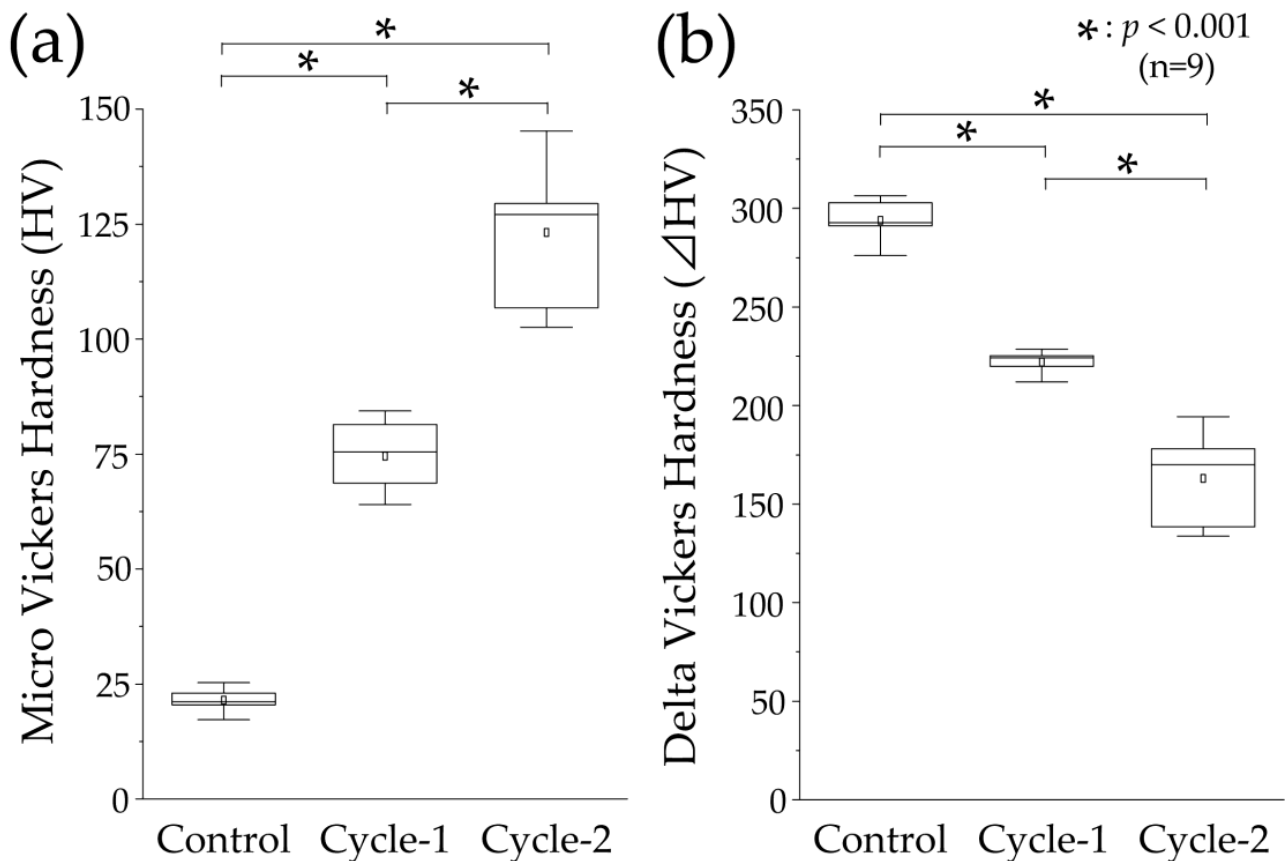 (a)
*
*
*
Micro Vickers Hardness (HV)
150
125
100
75
50
25
0
Control Cycle-1 Cycle-2
(b)
*: p < 0.001
(n=9)
*
*
*
Delta Vickers Hardness (⊿HV)
350
300
250
200
150
100
50
0
Control Cycle-1 Cycle-2